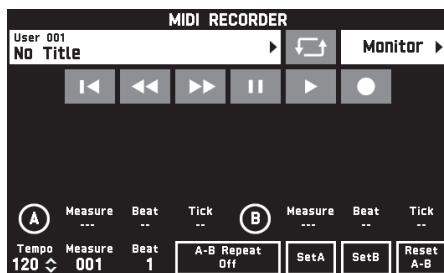 MIDI RECORDER
User 001
No Title
Monitor
A Measure Beat Tick B Measure Beat Tick
--- -- -- --- -- --
Tempo Measure Beat A-B Repeat SetA SetB Reset
120 001 1 Off A-B